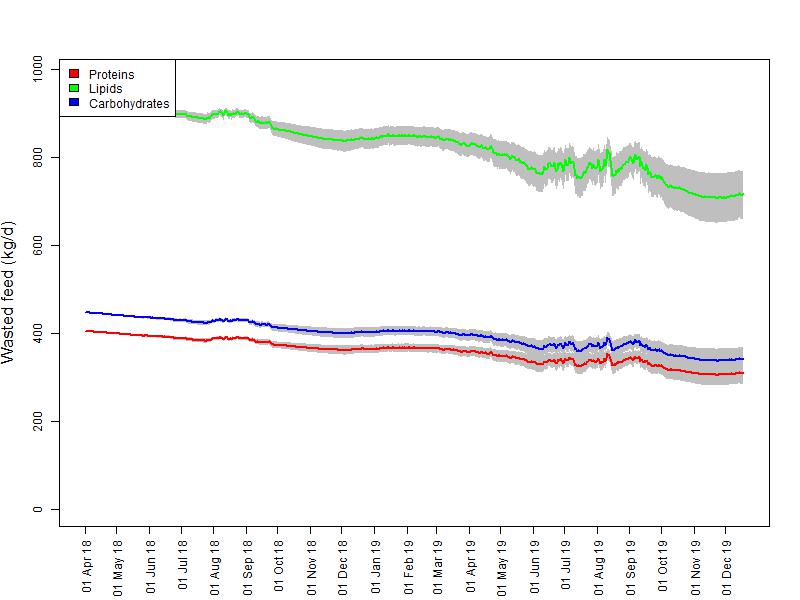 Proteins
Lipids
Carbohydrates
Wasted feed (kg/d)
1000
800
600
400
200
0
01 Apr 18
01 May 18
01 Jun 18
01 Jul 18
01 Aug 18
01 Sep 18
01 Oct 18
01 Nov 18
01 Dec 18
01 Jan 19
01 Feb 19
01 Mar 19
01 Apr 19
01 May 19
01 Jun 19
01 Jul 19
01 Aug 19
01 Sep 19
01 Oct 19
01 Nov 19
01 Dec 19